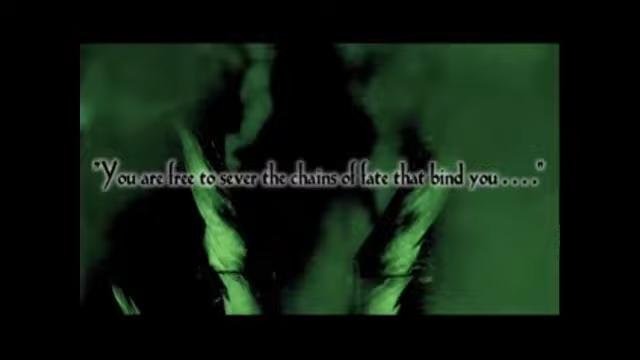 "You are free to sever the chains of fate that bind you . . . ."